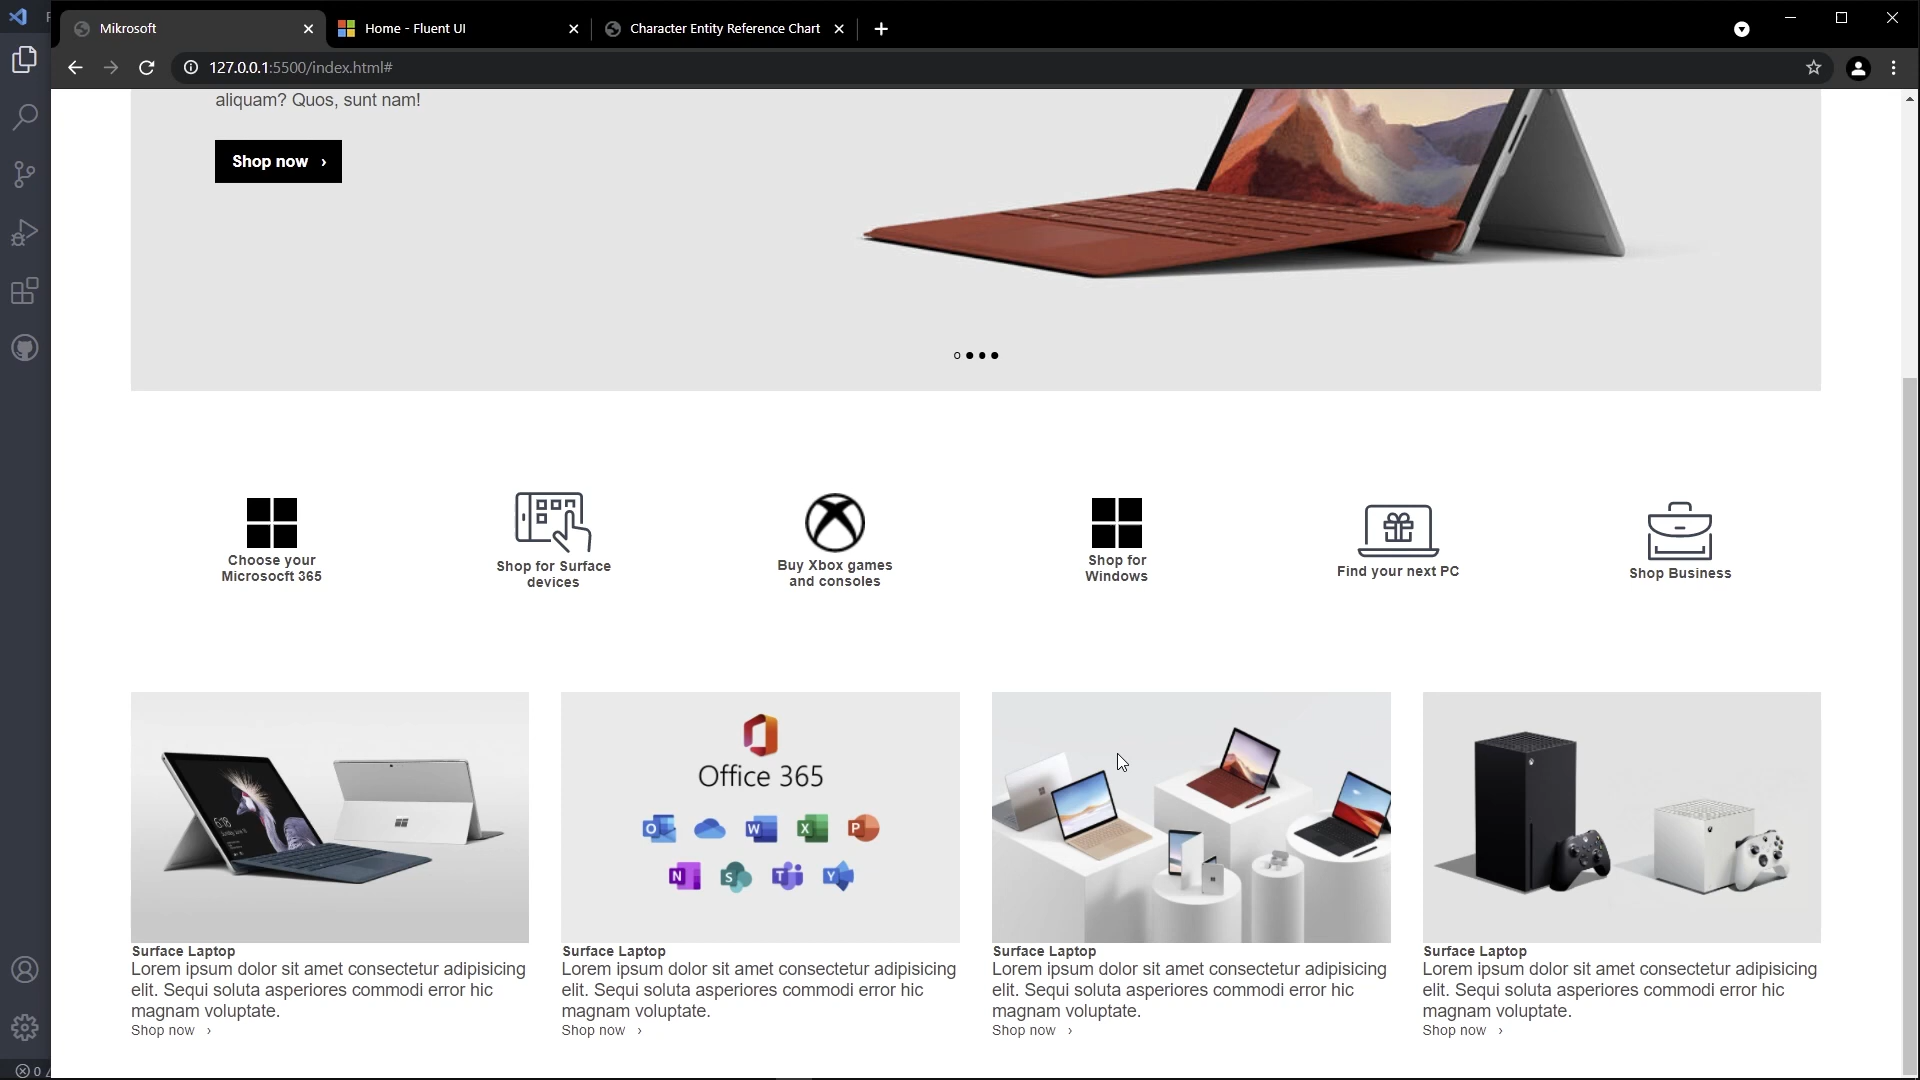 Mikrosoft
Home - Fluent UI
Character Entity Reference Chart
127.0.0.1:5500/index.html#
aliquam? Quos, sunt nam!
Shop now ›
Choose your
Microsocft 365
Shop for Surface
devices
Buy Xbox games
and consoles
Shop for
Windows
Find your next PC
Shop Business
6:18
Office 365
O
W
X
P
N
S
T
Y
Surface Laptop
Lorem ipsum dolor sit amet consectetur adipisicing
elit. Sequi soluta asperiores commodi error hic
magnam voluptate.
Shop now ›
Surface Laptop
Lorem ipsum dolor sit amet consectetur adipisicing
elit. Sequi soluta asperiores commodi error hic
magnam voluptate.
Shop now ›
Surface Laptop
Lorem ipsum dolor sit amet consectetur adipisicing
elit. Sequi soluta asperiores commodi error hic
magnam voluptate.
Shop now ›
Surface Laptop
Lorem ipsum dolor sit amet consectetur adipisicing
elit. Sequi soluta asperiores commodi error hic
magnam voluptate.
Shop now ›
0